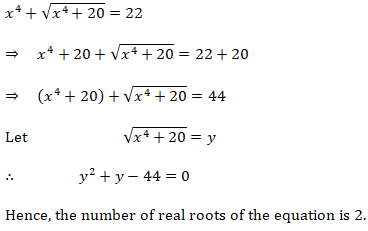 x⁴ + √(x⁴ + 20) = 22
⇒ x⁴ + 20 + √(x⁴ + 20) = 22 + 20
⇒ (x⁴ + 20) + √(x⁴ + 20) = 44
Let √(x⁴ + 20) = y
∴ y² + y − 44 = 0
Hence, the number of real roots of the equation is 2.